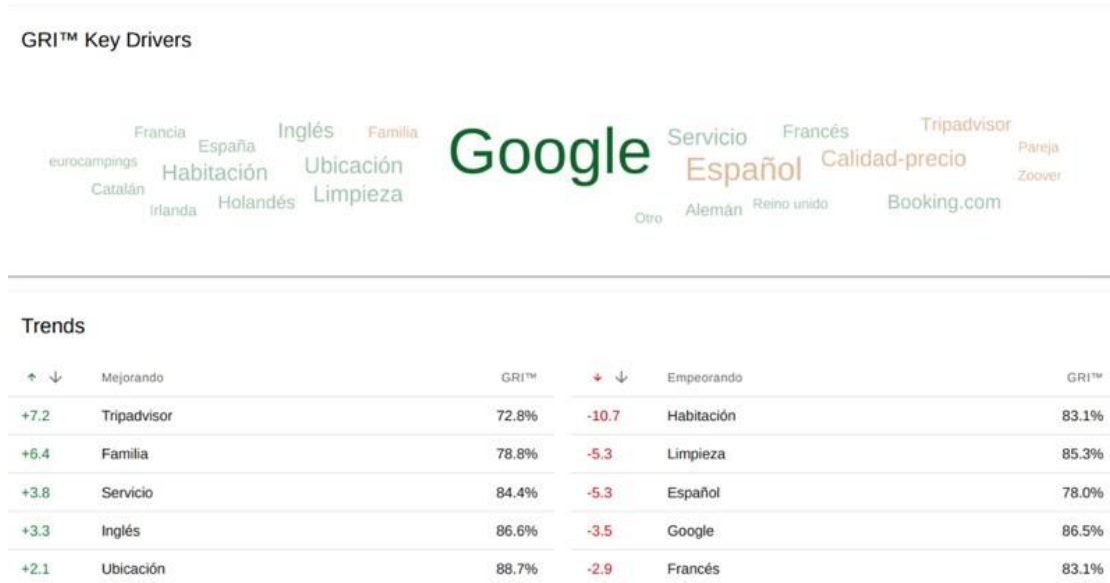 GRI™ Key Drivers
Francia
España
Inglés
Familia
eurocampings
Habitación
Ubicación
Catalán
Irlanda
Holandés
Limpieza
Google
Servicio
Francés
Tripadvisor
Español
Calidad-precio
Pareja
Zoover
Otro
Alemán
Reino unido
Booking.com
Trends
Mejorando GRI™ Empeorando GRI™
+7.2 Tripadvisor 72.8% -10.7 Habitación 83.1%
+6.4 Familia 78.8% -5.3 Limpieza 85.3%
+3.8 Servicio 84.4% -5.3 Español 78.0%
+3.3 Inglés 86.6% -3.5 Google 86.5%
+2.1 Ubicación 88.7% -2.9 Francés 83.1%